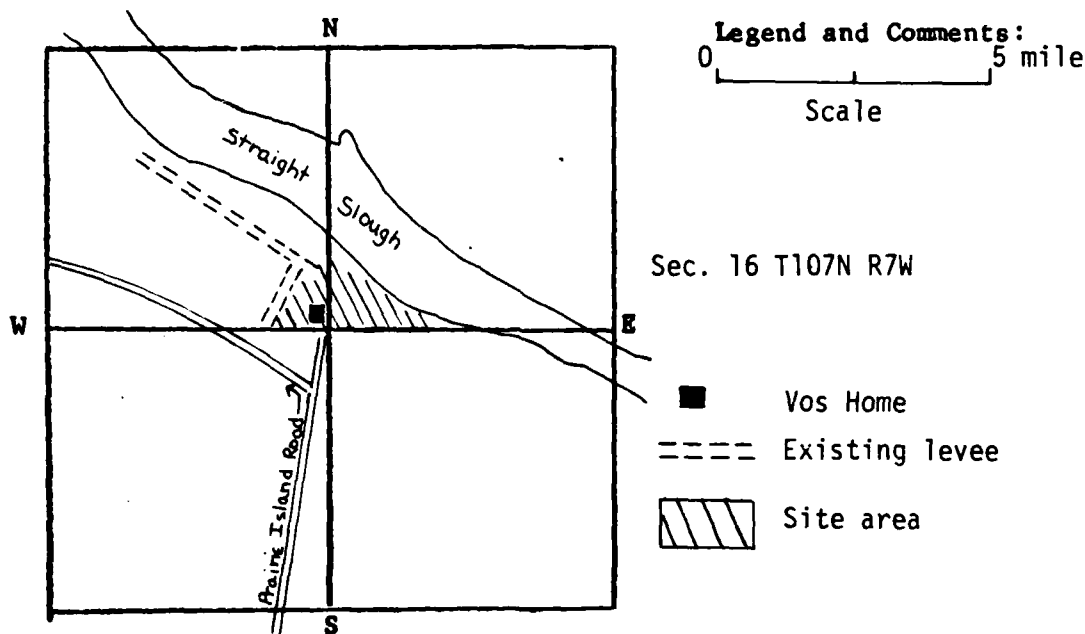 N
Legend and Comments:
0 5 mile
Scale
Straight
Slough
Sec. 16 T107N R7W
W
E
Vos Home
Existing levee
Prairie Island Road
Site area
S